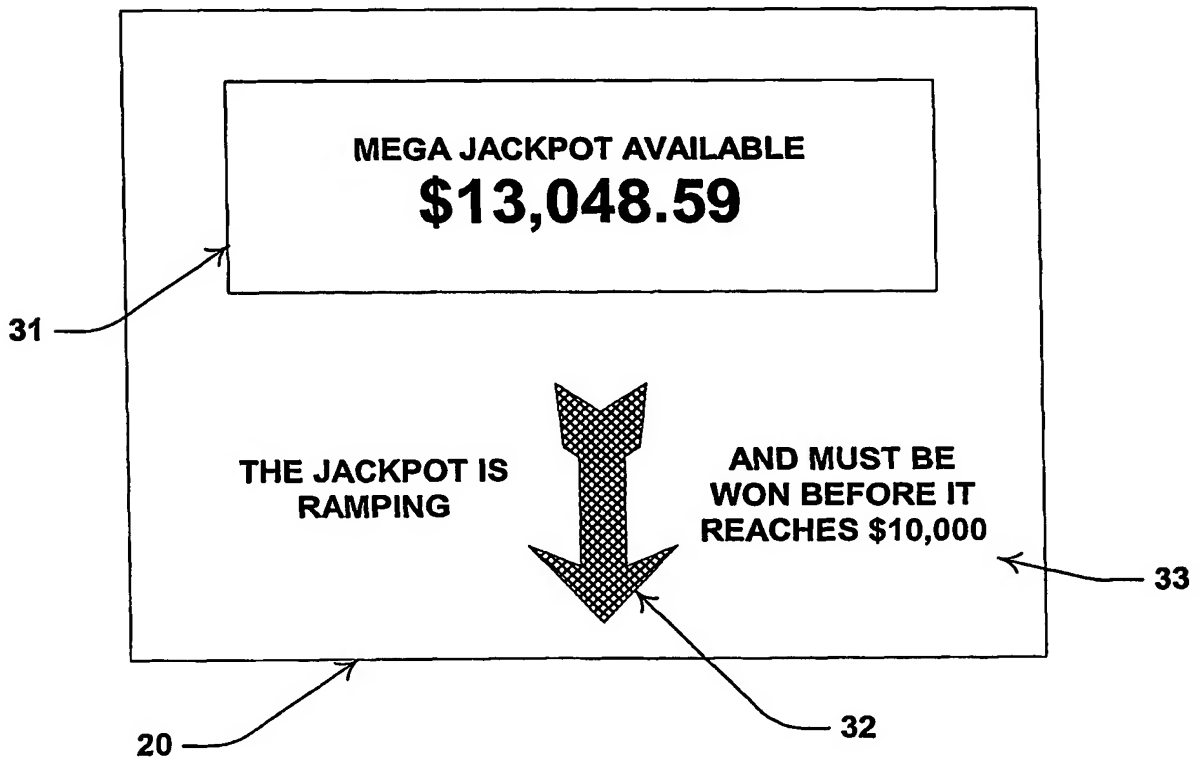 MEGA JACKPOT AVAILABLE
$13,048.59
31
THE JACKPOT IS
RAMPING
AND MUST BE
WON BEFORE IT
REACHES $10,000
33
32
20